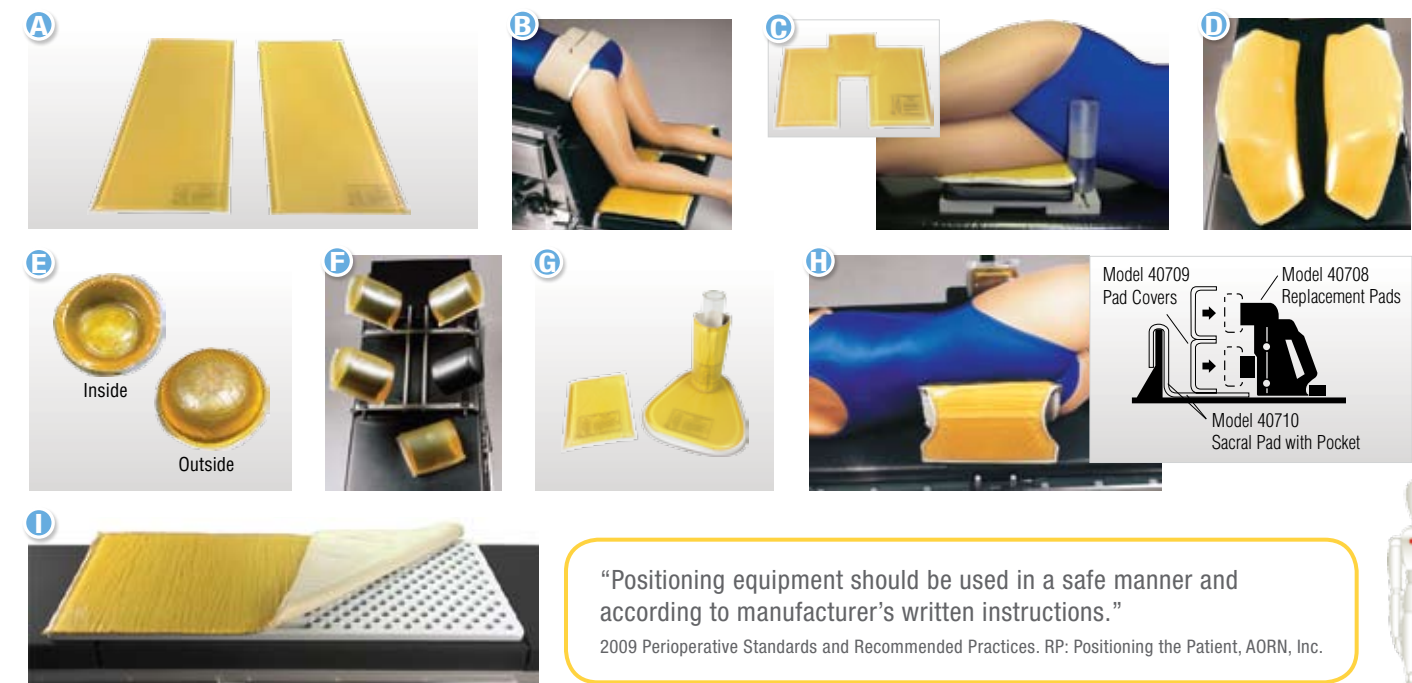 A
B
C
D
E
Inside
Outside
F
G
H
Model 40709
Pad Covers
Model 40708
Replacement Pads
Model 40710
Sacral Pad with Pocket
I
“Positioning equipment should be used in a safe manner and
according to manufacturer’s written instructions.”
2009 Perioperative Standards and Recommended Practices. RP: Positioning the Patient, AORN, Inc.